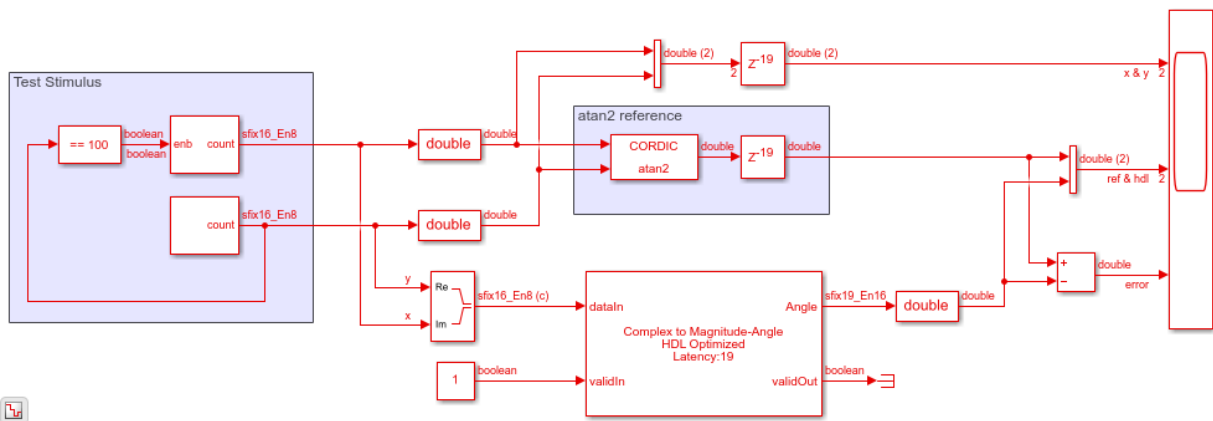 Test Stimulus
== 100
boolean
boolean
enb
count
sfix16_En8
count
sfix16_En8
double
double
double
double
double (2)
2
z-19
double (2)
x & y
2
atan2 reference
CORDIC
atan2
double
z-19
double
double (2)
ref & hdl
2
+
−
double
error
y
x
Re
Im
sfix16_En8 (c)
1
boolean
dataIn
validIn
Complex to Magnitude-Angle
HDL Optimized
Latency:19
Angle
validOut
sfix19_En16
boolean
double
double